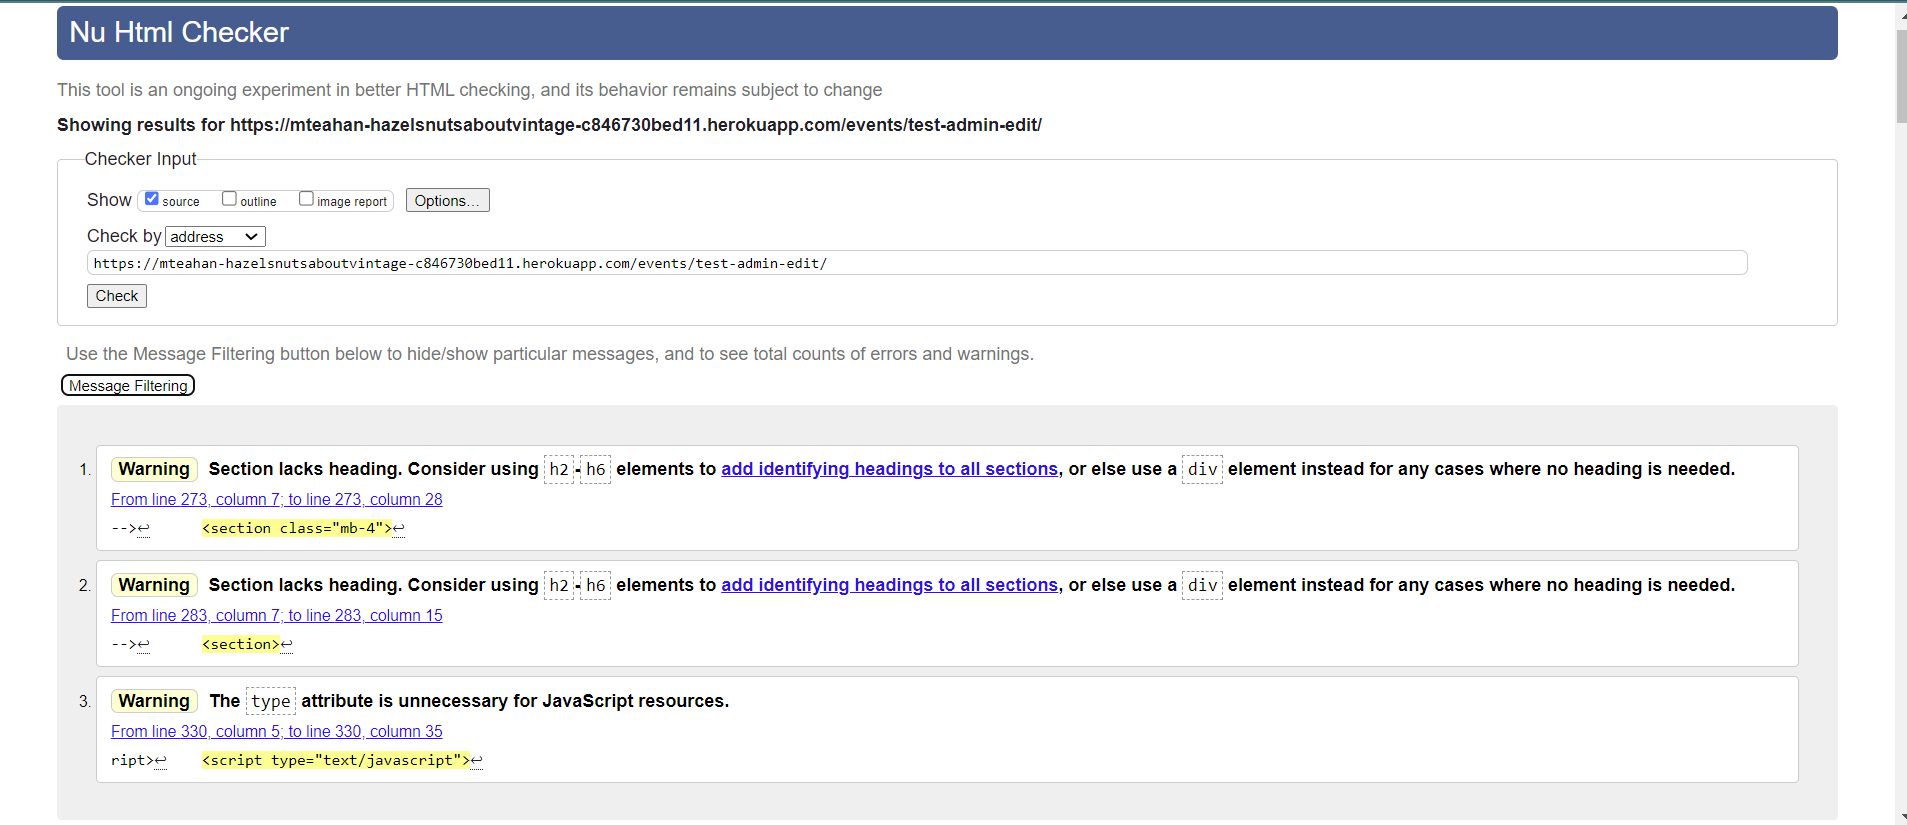 Nu Html Checker
This tool is an ongoing experiment in better HTML checking, and its behavior remains subject to change
Showing results for https://mteahan-hazelsnutsaboutvintage-c846730bed11.herokuapp.com/events/test-admin-edit/
Checker Input
Show source outline image report Options...
Check by address
https://mteahan-hazelsnutsaboutvintage-c846730bed11.herokuapp.com/events/test-admin-edit/
Check
Use the Message Filtering button below to hide/show particular messages, and to see total counts of errors and warnings.
Message Filtering
1. Warning Section lacks heading. Consider using h2-h6 elements to add identifying headings to all sections, or else use a div element instead for any cases where no heading is needed.
From line 273, column 7; to line 273, column 28
-->↩ <section class="mb-4">↩
2. Warning Section lacks heading. Consider using h2-h6 elements to add identifying headings to all sections, or else use a div element instead for any cases where no heading is needed.
From line 283, column 7; to line 283, column 15
-->↩ <section>↩
3. Warning The type attribute is unnecessary for JavaScript resources.
From line 330, column 5; to line 330, column 35
ript>↩ <script type="text/javascript">↩